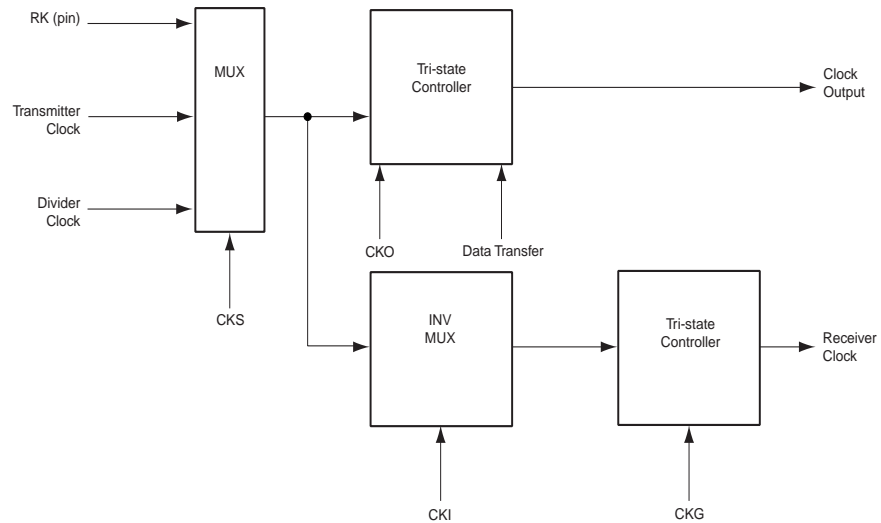 RK (pin)
MUX
Tri-state
Controller
Clock
Output
Transmitter
Clock
Divider
Clock
CKO
Data Transfer
CKS
INV
MUX
Tri-state
Controller
Receiver
Clock
CKI
CKG